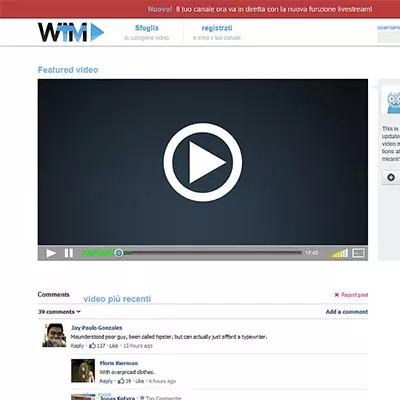 Nuovo! Il tuo canale ora va in diretta con la nuova funzione livestream!
WTM
Sfoglia
le categorie video
registrati
e crea il tuo canale
username
Featured video
This is
update
video is
tions al
meanin
17:40
Comments
video più recenti
Report post
39 comments
Add a comment
Jay Paulo Gonzales
Meunderstood poor guy, been called hipster, but can actually just afford a typewriter.
Reply · 137 · Like · 13 hours ago
Floris Bierman
With overpriced clothes.
Reply · 19 · Like · 6 hours ago
Jonas Kotyra
Top Commenter